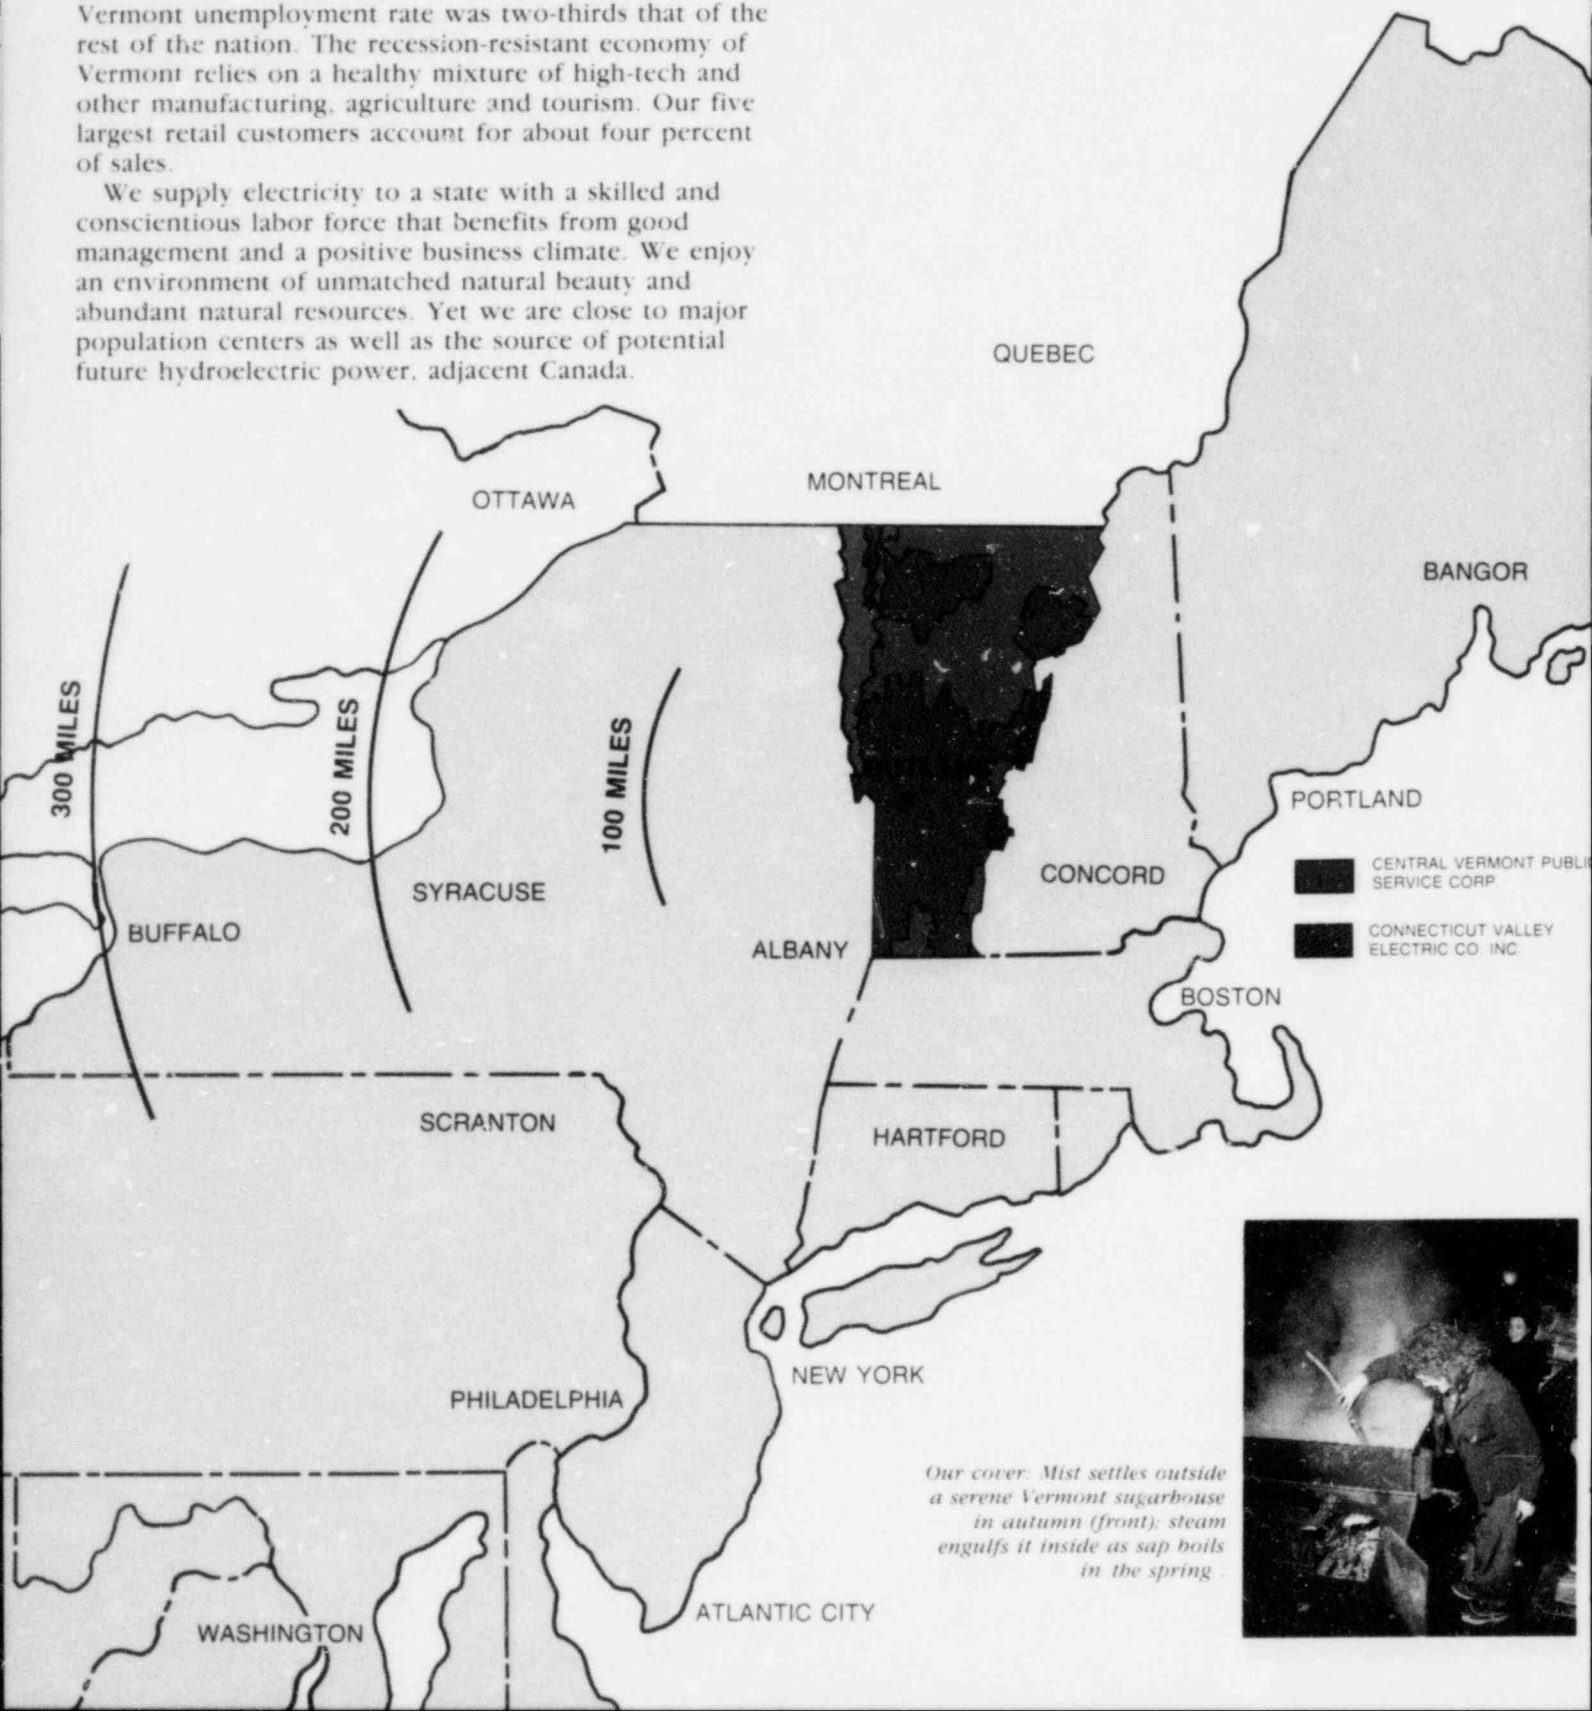 Vermont unemployment rate was two-thirds that of the
rest of the nation. The recession-resistant economy of
Vermont relies on a healthy mixture of high-tech and
other manufacturing, agriculture and tourism. Our five
largest retail customers account for about four percent
of sales.
We supply electricity to a state with a skilled and
conscientious labor force that benefits from good
management and a positive business climate. We enjoy
an environment of unmatched natural beauty and
abundant natural resources. Yet we are close to major
population centers as well as the source of potential
future hydroelectric power, adjacent Canada.
QUEBEC
MONTREAL
OTTAWA
BANGOR
300 MILES
200 MILES
100 MILES
PORTLAND
CENTRAL VERMONT PUBLIC
SERVICE CORP.
CONCORD
SYRACUSE
BUFFALO
CONNECTICUT VALLEY
ELECTRIC CO. INC.
ALBANY
BOSTON
SCRANTON
HARTFORD
NEW YORK
PHILADELPHIA
Our cover: Mist settles outside
a serene Vermont sugarhouse
in autumn (front); steam
engulfs it inside as sap boils
in the spring.
ATLANTIC CITY
WASHINGTON